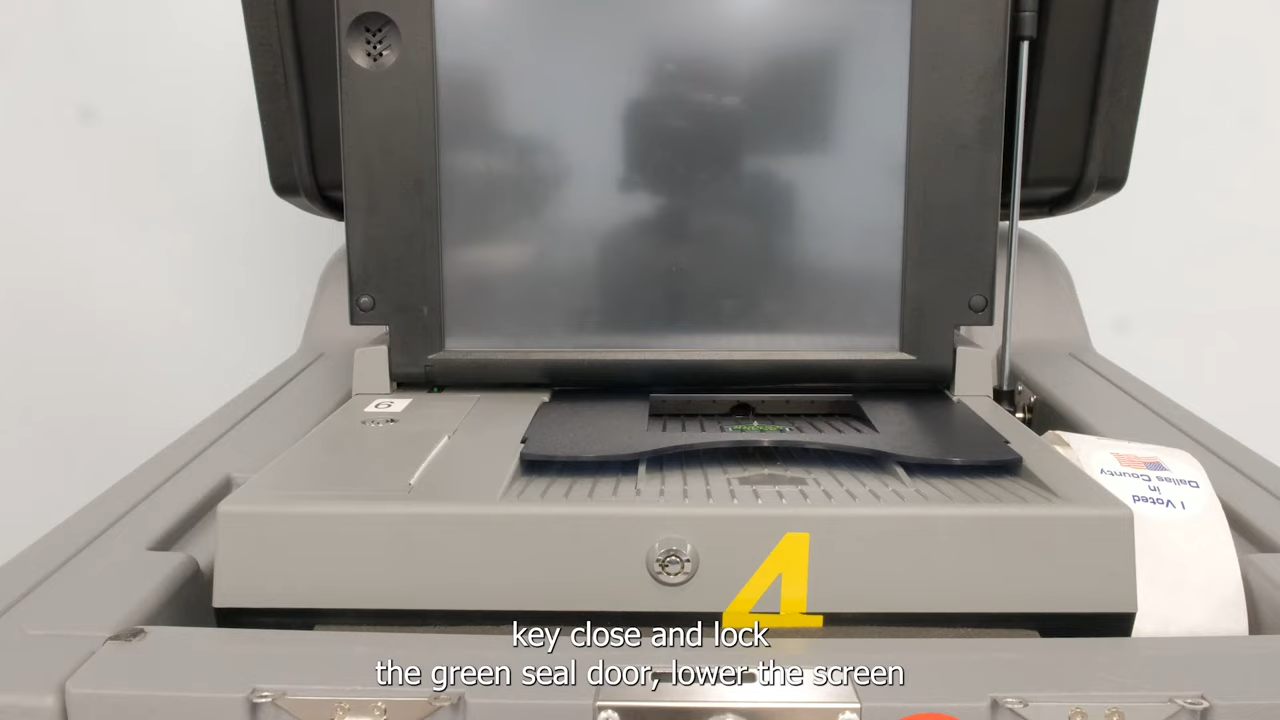 6
I Voted
in
Dallas County
4
key close and lock
the green seal door, lower the screen